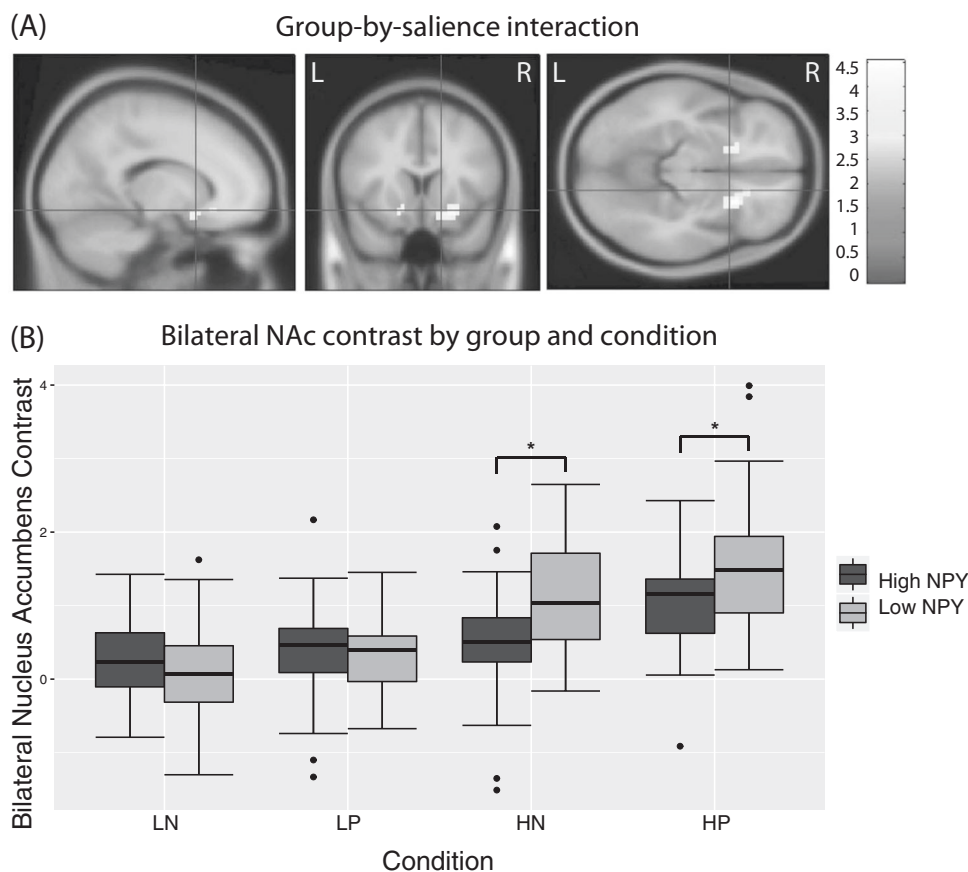 (A) Group-by-salience interaction
L R L R
4.5
4
3.5
3
2.5
2
1.5
1
0.5
0
(B) Bilateral NAc contrast by group and condition
Bilateral Nucleus Accumbens Contrast
4
2
0
* *
High NPY
Low NPY
LN LP HN HP
Condition